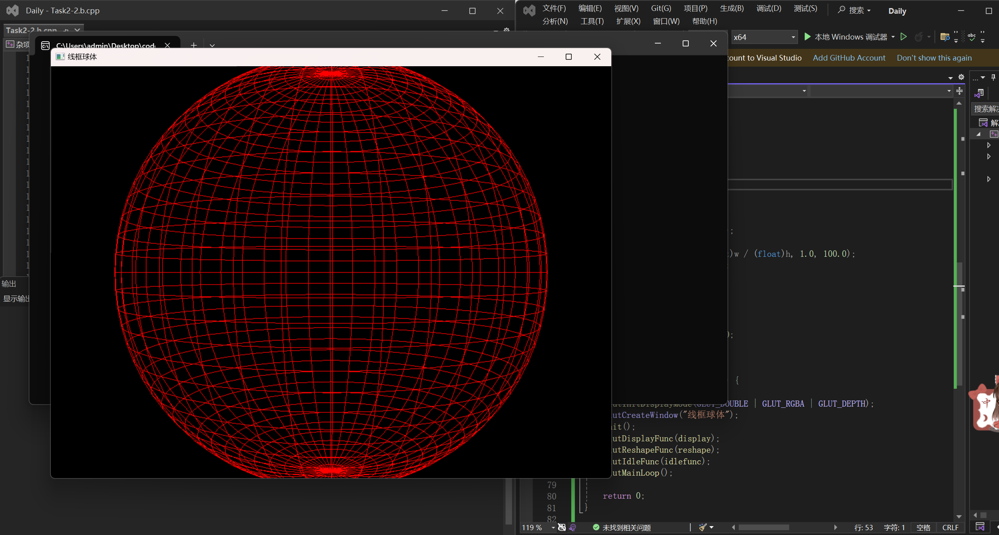 Daily - Task2-2.b.cpp
文件(F) 编辑(E) 视图(V) Git(G) 项目(P) 生成(B) 调试(D) 测试(S) 搜索 Daily
分析(N) 工具(T) 扩展(X) 窗口(W) 帮助(H)
Task2-2.b.cpp
x64 本地 Windows 调试器
杂项
C:\Users\admin\Desktop\code
线框球体
count to Visual Studio Add GitHub Account Don't show this again
搜索解决
)w / (float)h, 1.0, 100.0);
输出
显示输出
{
utInitDisplayMode(GLUT_DOUBLE | GLUT_RGBA | GLUT_DEPTH);
utCreateWindow("线框球体");
it();
utDisplayFunc(display);
utReshapeFunc(reshape);
utIdleFunc(idlefunc);
utMainLoop();
79
80 return 0;
81 }
82
119 % 未找到相关问题 行: 53 字符: 1 空格 CRLF
中